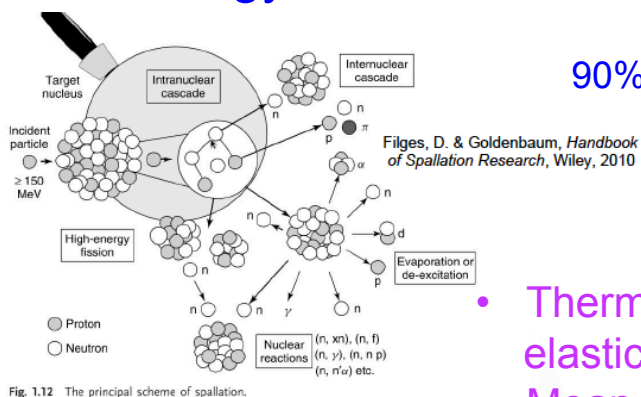 90%
Target
nucleus
Intranuclear
cascade
Internuclear
cascade
n
n
p
π
Incident
particle
≥ 150
MeV
Filges, D. & Goldenbaum, Handbook
of Spallation Research, Wiley, 2010
α
n
n
d
p
High-energy
fission
Evaporation or
de-excitation
n
n
n
γ
n
Proton
Neutron
Nuclear
reactions
(n, xn), (n, f)
(n, γ), (n, n p)
(n, n′α) etc.
• Therm
elastic
Fig. 1.12 The principal scheme of spallation.